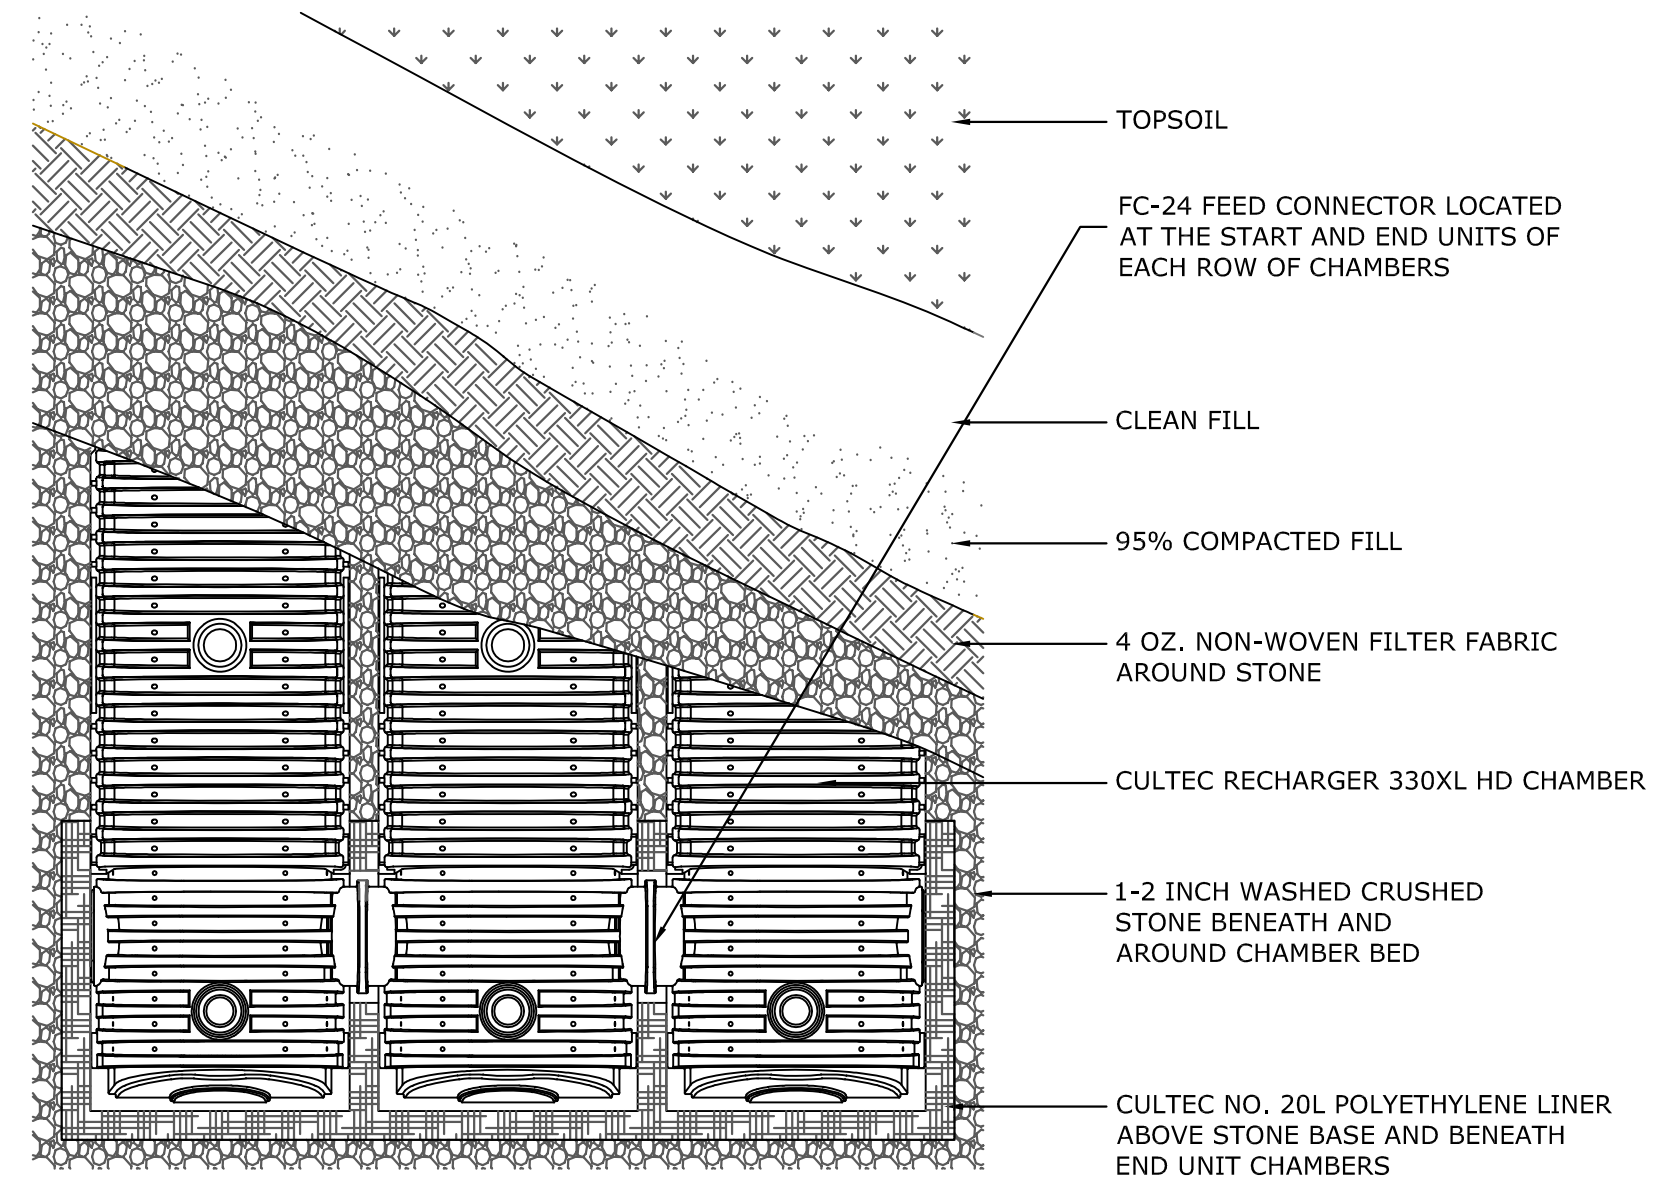 TOPSOIL
FC-24 FEED CONNECTOR LOCATED
AT THE START AND END UNITS OF
EACH ROW OF CHAMBERS
CLEAN FILL
95% COMPACTED FILL
4 OZ. NON-WOVEN FILTER FABRIC
AROUND STONE
CULTEC RECHARGER 330XL HD CHAMBER
1-2 INCH WASHED CRUSHED
STONE BENEATH AND
AROUND CHAMBER BED
CULTEC NO. 20L POLYETHYLENE LINER
ABOVE STONE BASE AND BENEATH
END UNIT CHAMBERS